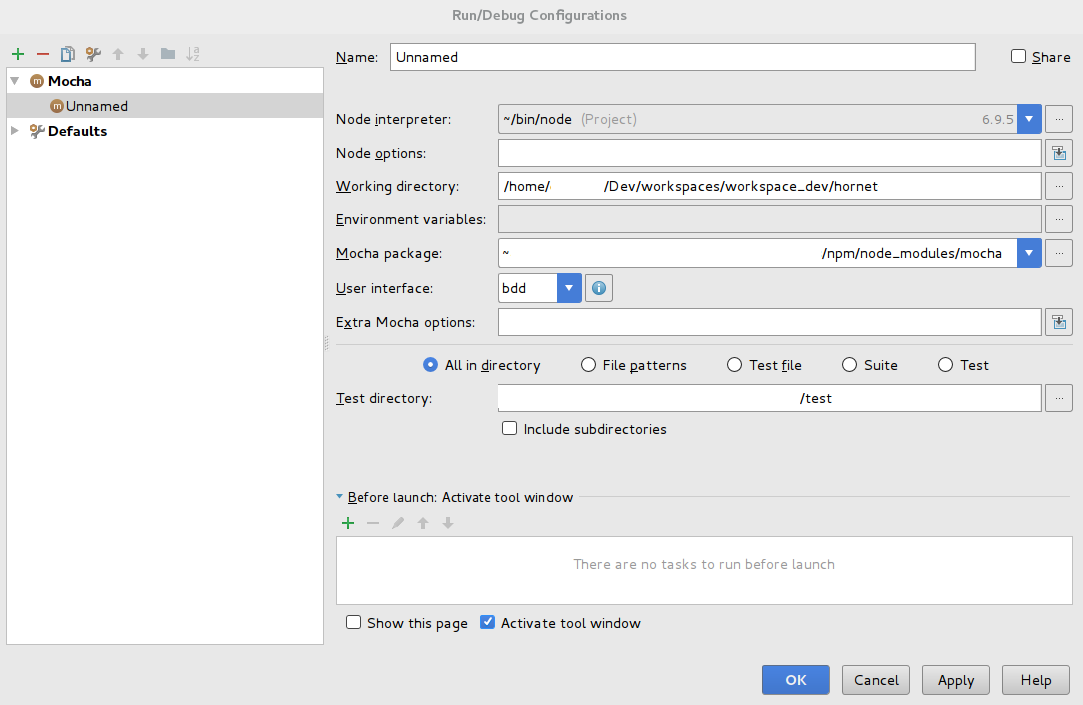 Run/Debug Configurations
Name: Unnamed Share
Mocha
Unnamed
Defaults
Node interpreter: ~/bin/node (Project) 6.9.5
Node options:
Working directory: /home/ /Dev/workspaces/workspace_dev/hornet
Environment variables:
Mocha package: ~ /npm/node_modules/mocha
User interface: bdd
Extra Mocha options:
All in directory File patterns Test file Suite Test
Test directory: /test
Include subdirectories
Before launch: Activate tool window
There are no tasks to run before launch
Show this page Activate tool window
OK Cancel Apply Help